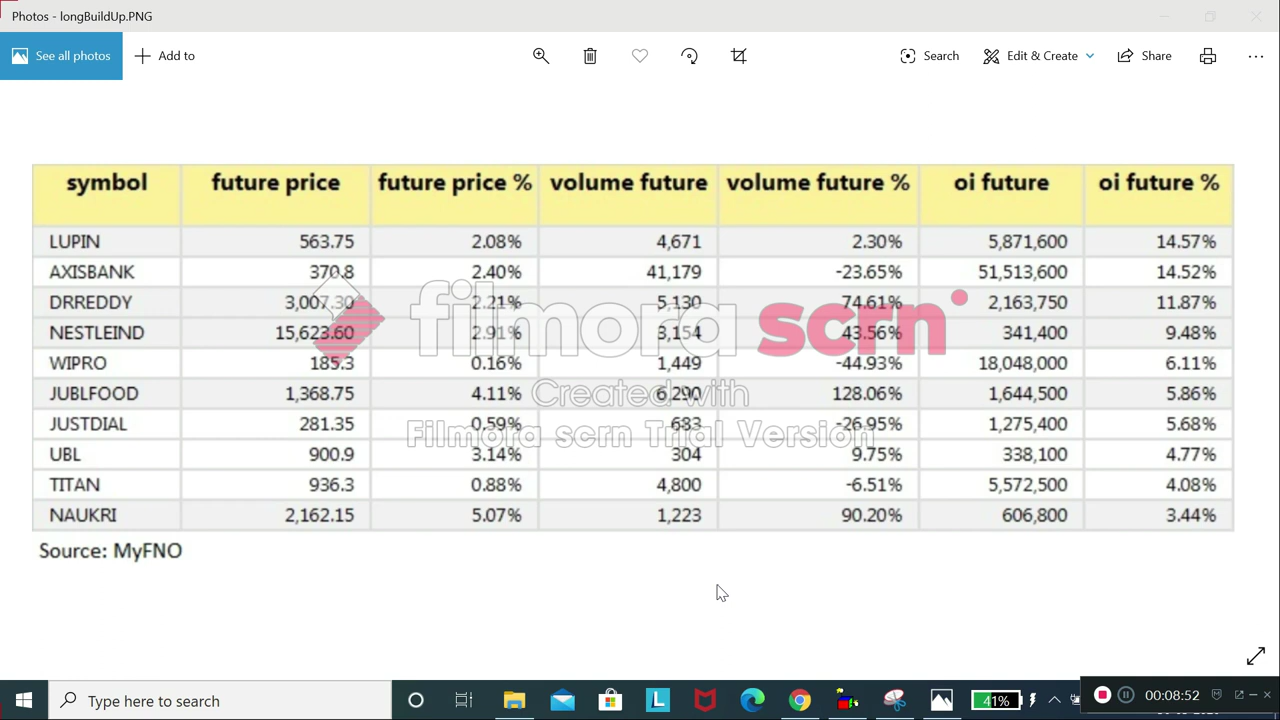 Photos - longBuildUp.PNG
See all photos Add to Search Edit & Create Share
symbol future price future price % volume future volume future % oi future oi future %
LUPIN 563.75 2.08% 4,671 2.30% 5,871,600 14.57%
AXISBANK 370.8 2.40% 41,179 -23.65% 51,513,600 14.52%
DRREDDY 3,007.30 2.21% 5,130 74.61% 2,163,750 11.87%
NESTLEIND 15,623.60 2.91% 3,154 43.56% 341,400 9.48%
WIPRO 185.3 0.16% 1,449 -44.93% 18,048,000 6.11%
JUBLFOOD 1,368.75 4.11% 6,290 128.06% 1,644,500 5.86%
JUSTDIAL 281.35 0.59% 683 -26.95% 1,275,400 5.68%
UBL 900.9 3.14% 304 9.75% 338,100 4.77%
TITAN 936.3 0.88% 4,800 -6.51% 5,572,500 4.08%
NAUKRI 2,162.15 5.07% 1,223 90.20% 606,800 3.44%
Source: MyFNO
filmora scrn
Created with
Filmora scrn Trial Version
Type here to search 41% 00:08:52